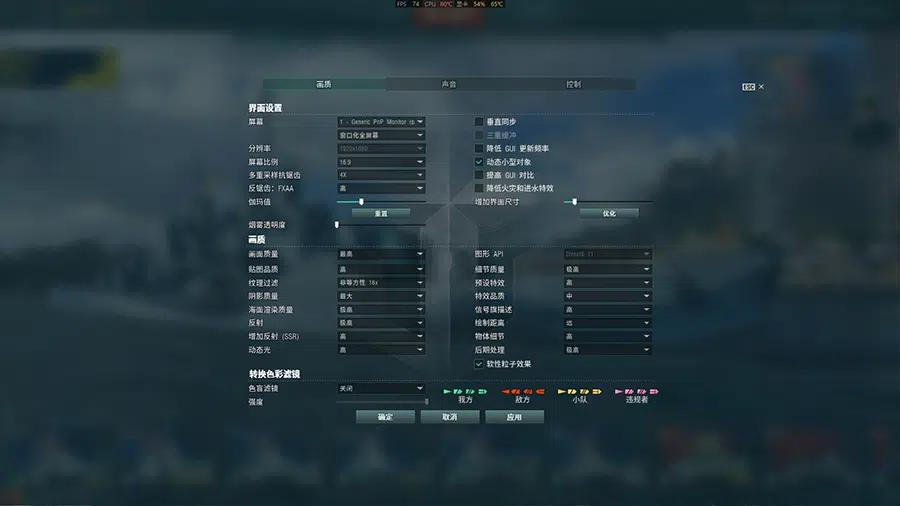 FPS 74 CPU 80℃ 显卡 54% 65℃
画质 声音 控制
ESC ×
界面设置
屏幕 1 - Generic PnP Monitor
窗口化全屏幕
分辨率 1920x1080
屏幕比例 16:9
多重采样抗锯齿 4X
反锯齿: FXAA 高
伽玛值
重置
烟雾透明度
垂直同步
三重缓冲
降低 GUI 更新频率
动态小型对象
提高 GUI 对比
降低火灾和进水特效
增加界面尺寸
优化
画质
画面质量 最高
贴图品质 高
纹理过滤 非等方性 16x
阴影质量 最大
海面渲染质量 极高
反射 极高
增加反射 (SSR) 高
动态光 高
图形 API DirectX 11
细节质量 极高
预设特效 高
特效品质 中
信号旗描述 高
绘制距离 远
物体细节 高
后期处理 极高
软性粒子效果
转换色彩滤镜
色盲滤镜 关闭
强度
我方 敌方 小队 违规者
确定 取消 应用